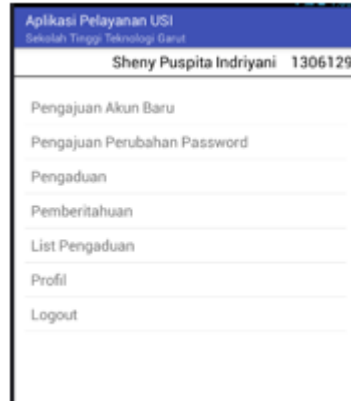 Aplikasi Pelayanan USI
Sekolah Tinggi Teknologi Garut
Sheny Puspita Indriyani 1306129
Pengajuan Akun Baru
Pengajuan Perubahan Password
Pengaduan
Pemberitahuan
List Pengaduan
Profil
Logout